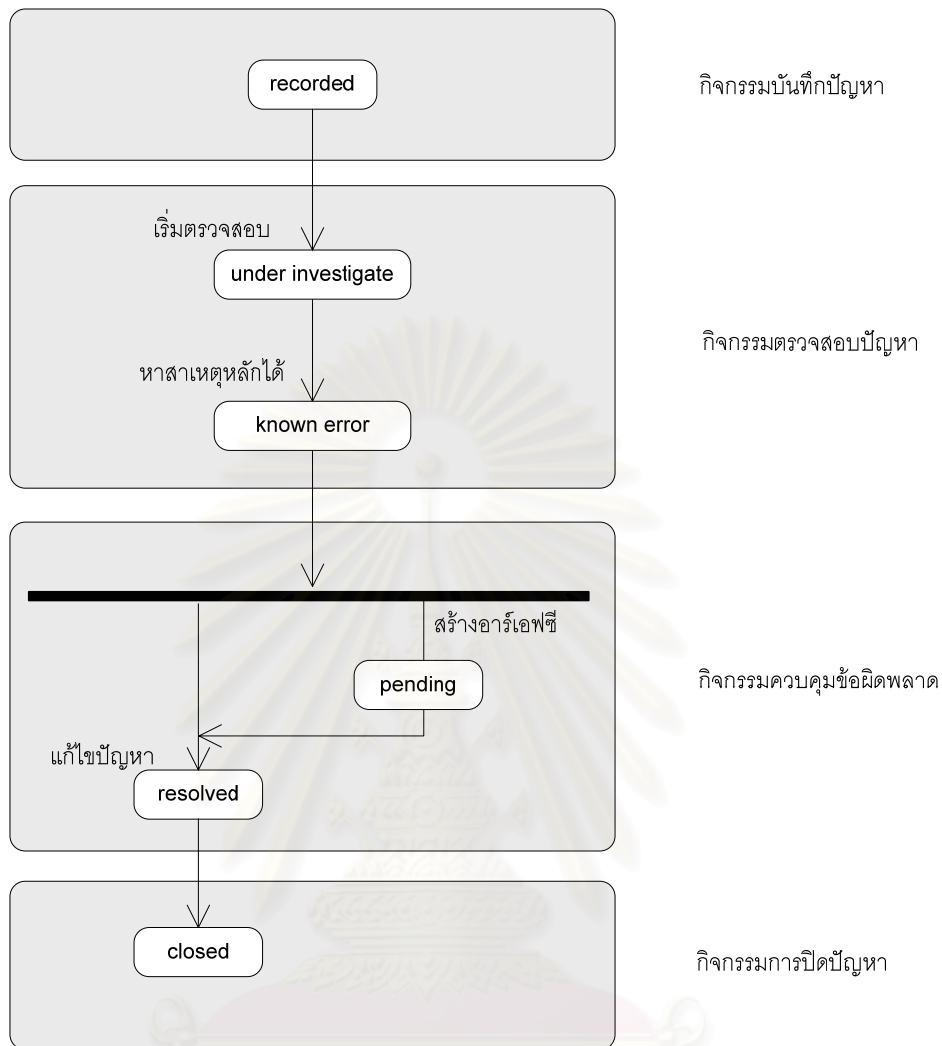 recorded
กิจกรรมบันทึกปัญหา
เริ่มตรวจสอบ
under investigate
กิจกรรมตรวจสอบปัญหา
หาสาเหตุหลักได้
known error
สร้างอาร์เอฟซี
pending
กิจกรรมควบคุมข้อผิดพลาด
แก้ไขปัญหา
resolved
closed
กิจกรรมการปิดปัญหา